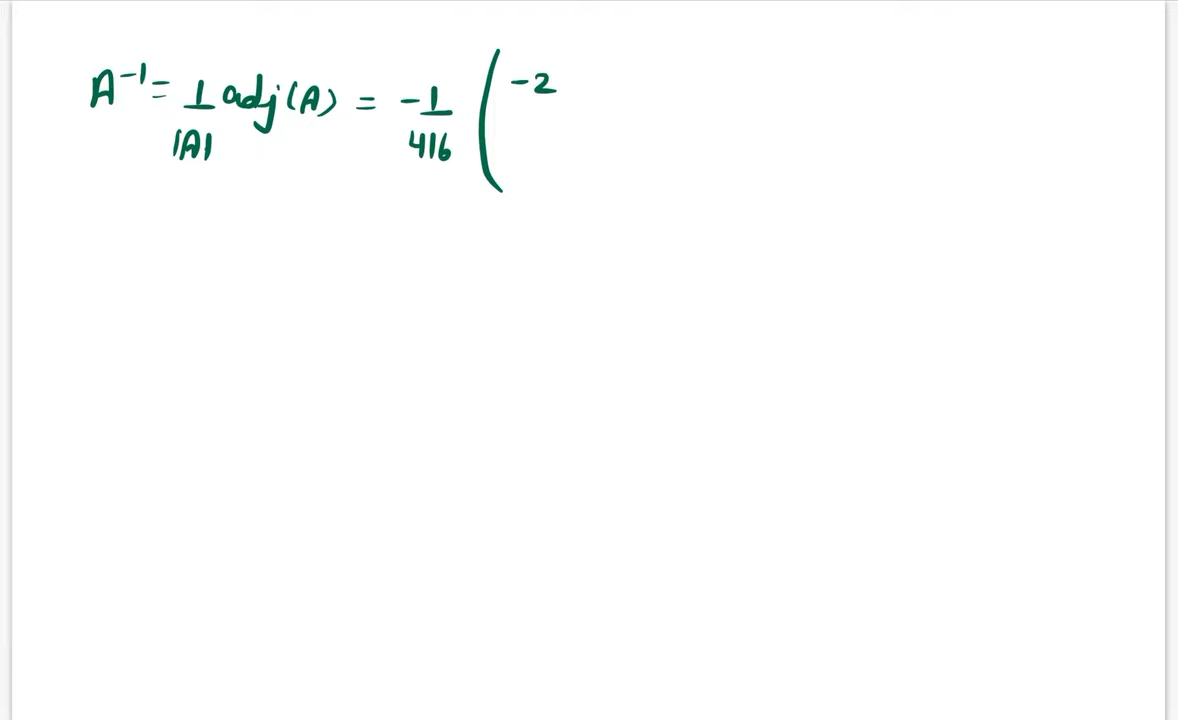 A⁻¹ = 1/|A| adj(A) = -1/416 ( -2